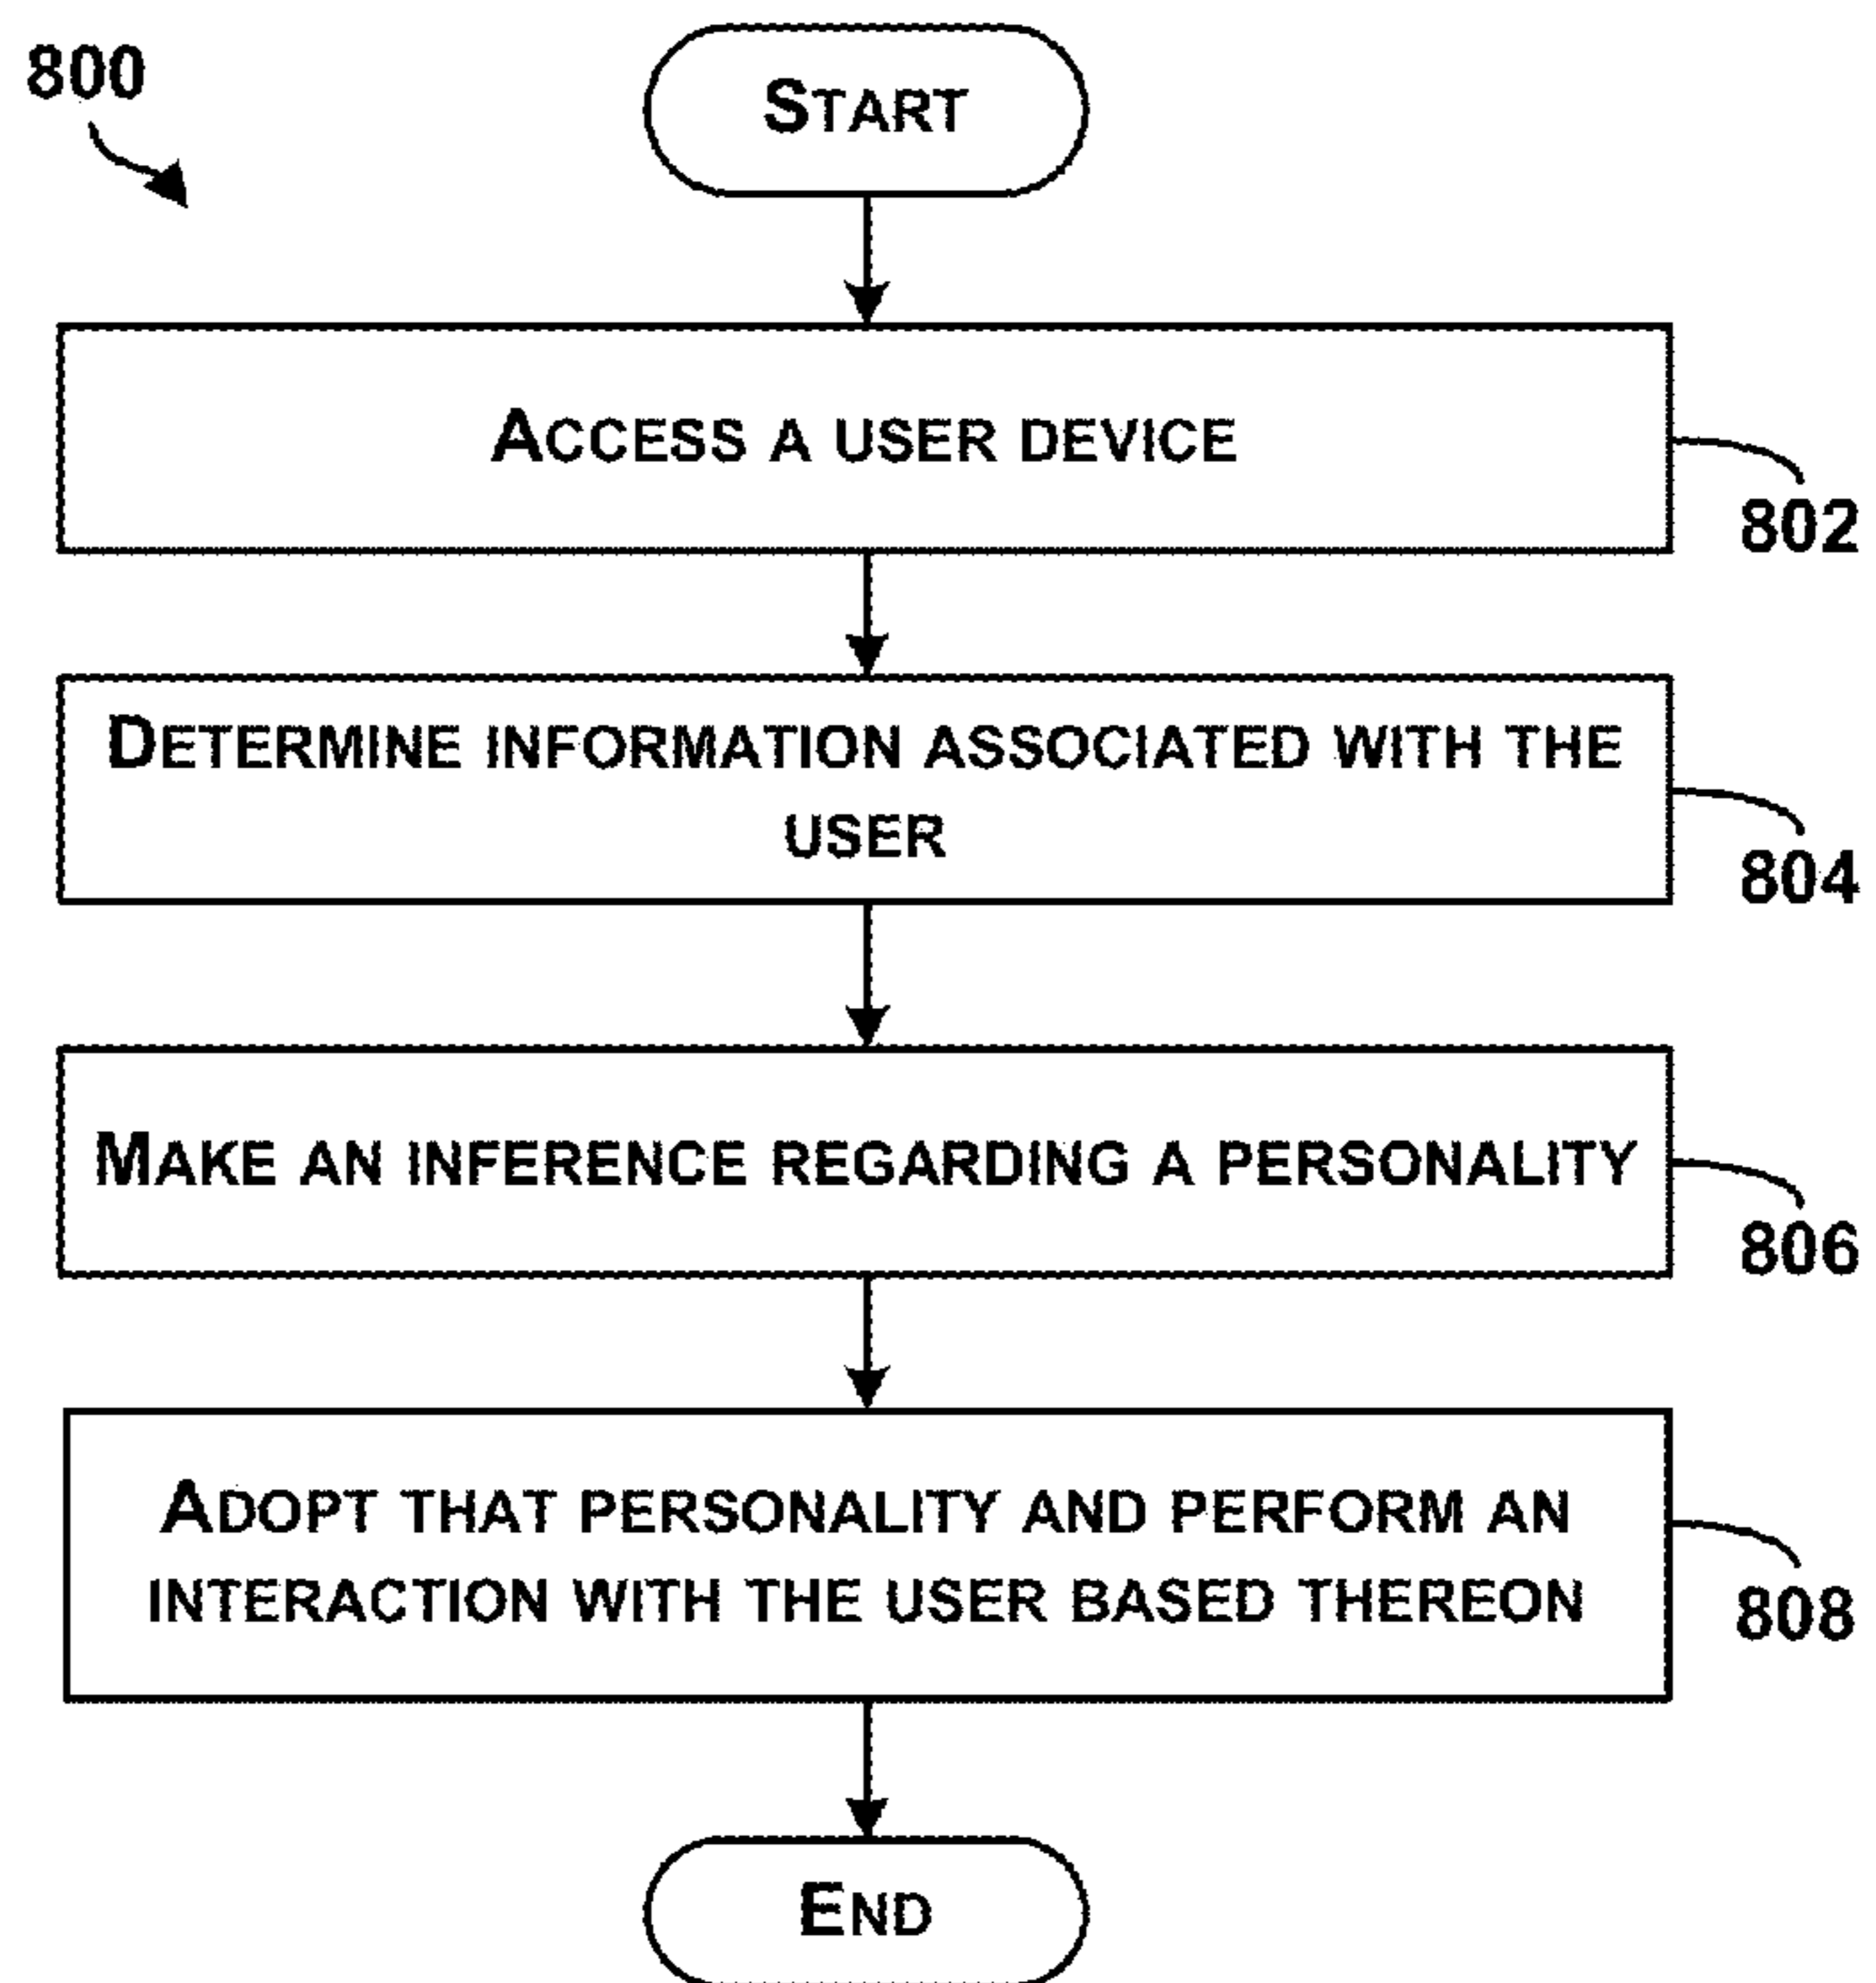 800
START
ACCESS A USER DEVICE
802
DETERMINE INFORMATION ASSOCIATED WITH THE
USER
804
MAKE AN INFERENCE REGARDING A PERSONALITY
806
ADOPT THAT PERSONALITY AND PERFORM AN
INTERACTION WITH THE USER BASED THEREON
808
END